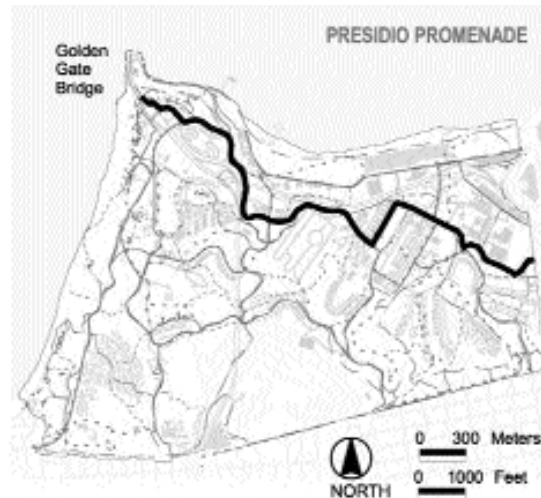 PRESIDIO PROMENADE
Golden
Gate
Bridge
0 300 Meters
0 1000 Feet
NORTH